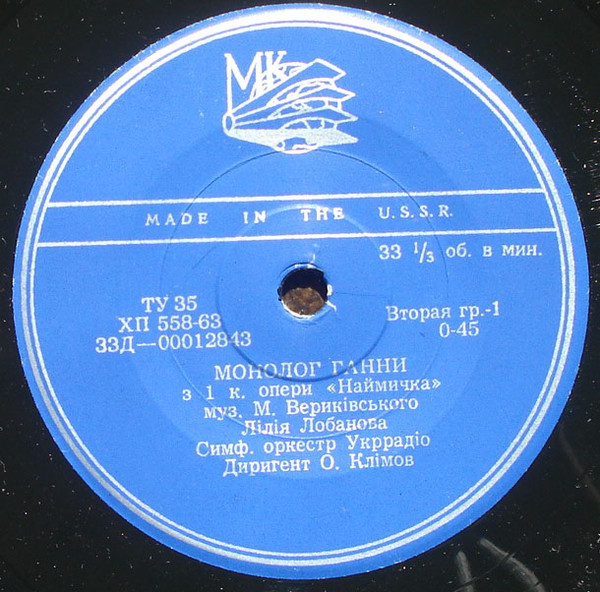 МК
MADE IN THE U.S.S.R.
33 1/3 об. в мин.
ТУ 35
ХП 558-63
33Д—00012843
Вторая гр.-1
0-45
МОНОЛОГ ГАННИ
з 1 к. опери «Наймичка»
муз. М. Вериківського
Лілія Лобанова
Симф. оркестр Укррадіо
Диригент О. Клімов